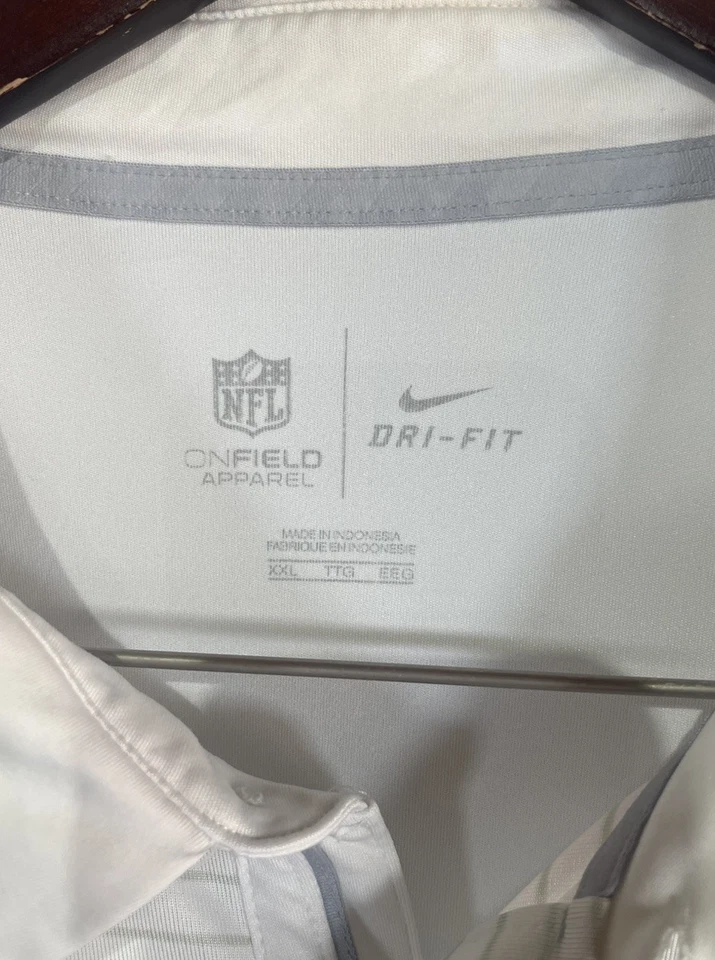 NFL
ONFIELD
APPAREL
DRI-FIT
MADE IN INDONESIA
FABRIQUE EN INDONESIE
XXL TTG EEG